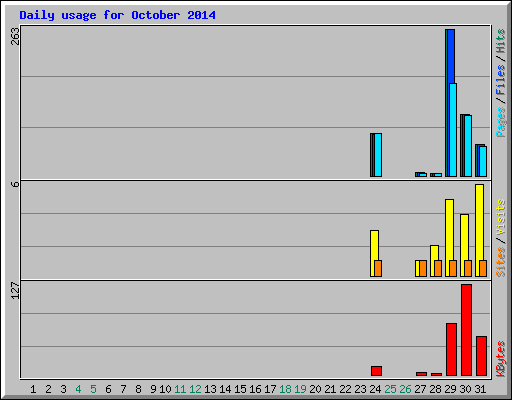 Daily usage for October 2014
263
Pages / Files / Hits
6
Sites / Visits
127
KBytes
1 2 3 4 5 6 7 8 9 10 11 12 13 14 15 16 17 18 19 20 21 22 23 24 25 26 27 28 29 30 31